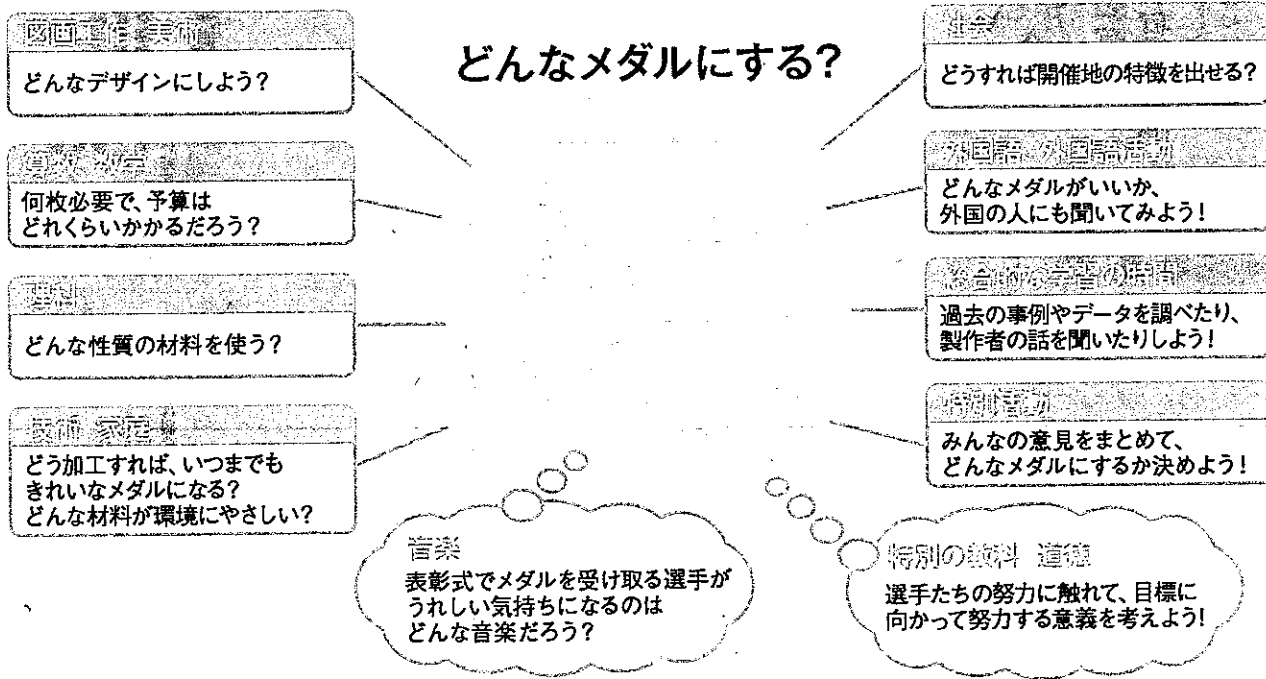 どんなメダルにする?
図画工作 美術
どんなデザインにしよう?
算数 数学
何枚必要で、予算は
どれくらいかかるだろう?
理科
どんな性質の材料を使う?
技術 家庭
どう加工すれば、いつまでも
きれいなメダルになる?
どんな材料が環境にやさしい?
社会
どうすれば開催地の特徴を出せる?
外国語 外国語活動
どんなメダルがいいか、
外国の人にも聞いてみよう!
総合的な学習の時間
過去の事例やデータを調べたり、
製作者の話を聞いたりしよう!
特別活動
みんなの意見をまとめて、
どんなメダルにするか決めよう!
音楽
表彰式でメダルを受け取る選手が
うれしい気持ちになるのは
どんな音楽だろう?
特別の教科 道徳
選手たちの努力に触れて、目標に
向かって努力する意義を考えよう!